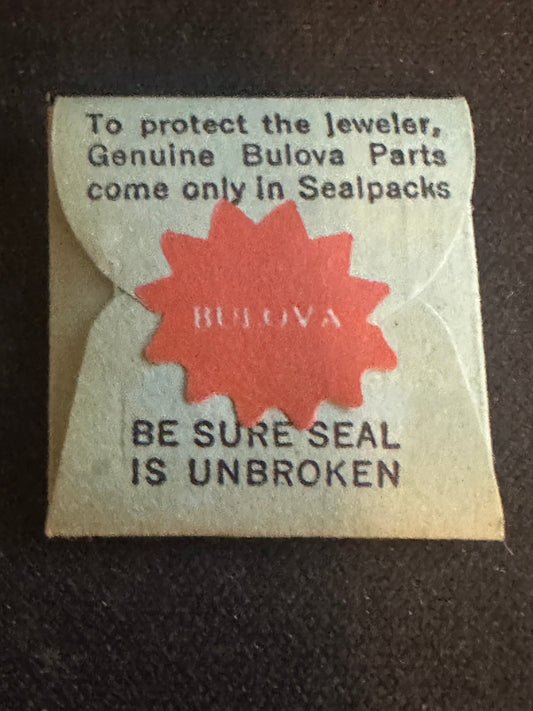 To protect the Jeweler,
Genuine Bulova Parts
come only in Sealpacks
BULOVA
BE SURE SEAL
IS UNBROKEN